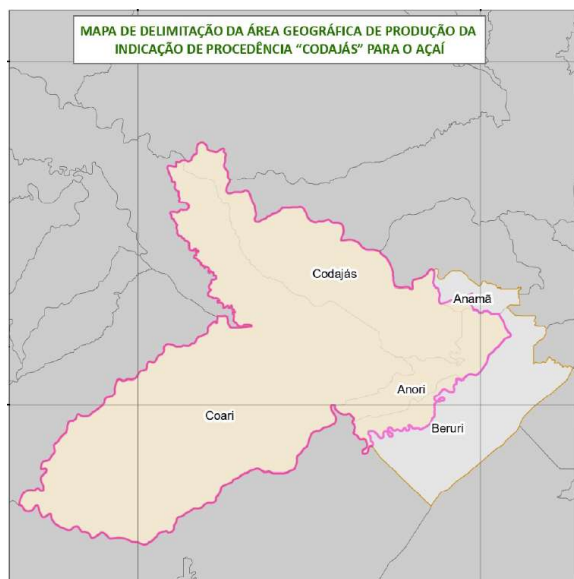 MAPA DE DELIMITAÇÃO DA ÁREA GEOGRÁFICA DE PRODUÇÃO DA
INDICAÇÃO DE PROCEDÊNCIA “CODAJÁS” PARA O AÇAÍ
Codajás
Anamã
Anori
Coari
Beruri